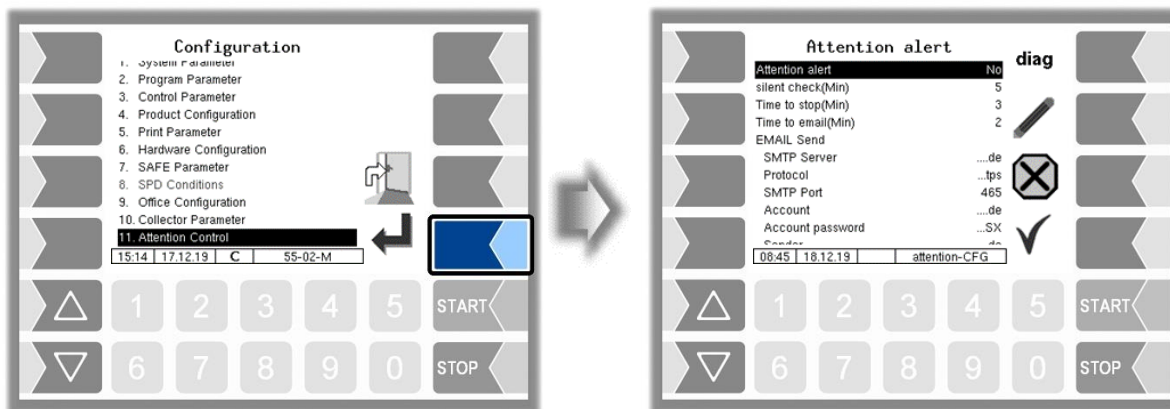 Configuration
1. System Parameter
2. Program Parameter
3. Control Parameter
4. Product Configuration
5. Print Parameter
6. Hardware Configuration
7. SAFE Parameter
8. SPD Conditions
9. Office Configuration
10. Collector Parameter
11. Attention Control
15:14 17.12.19 C 55-02-M
1 2 3 4 5 START
6 7 8 9 0 STOP
Attention alert
diag
Attention alert No
silent check(Min) 5
Time to stop(Min) 3
Time to email(Min) 2
EMAIL Send
SMTP Server ....de
Protocol ...tps
SMTP Port 465
Account ....de
Account password ...SX
Sender ...de
08:45 18.12.19 attention-CFG
1 2 3 4 5 START
6 7 8 9 0 STOP